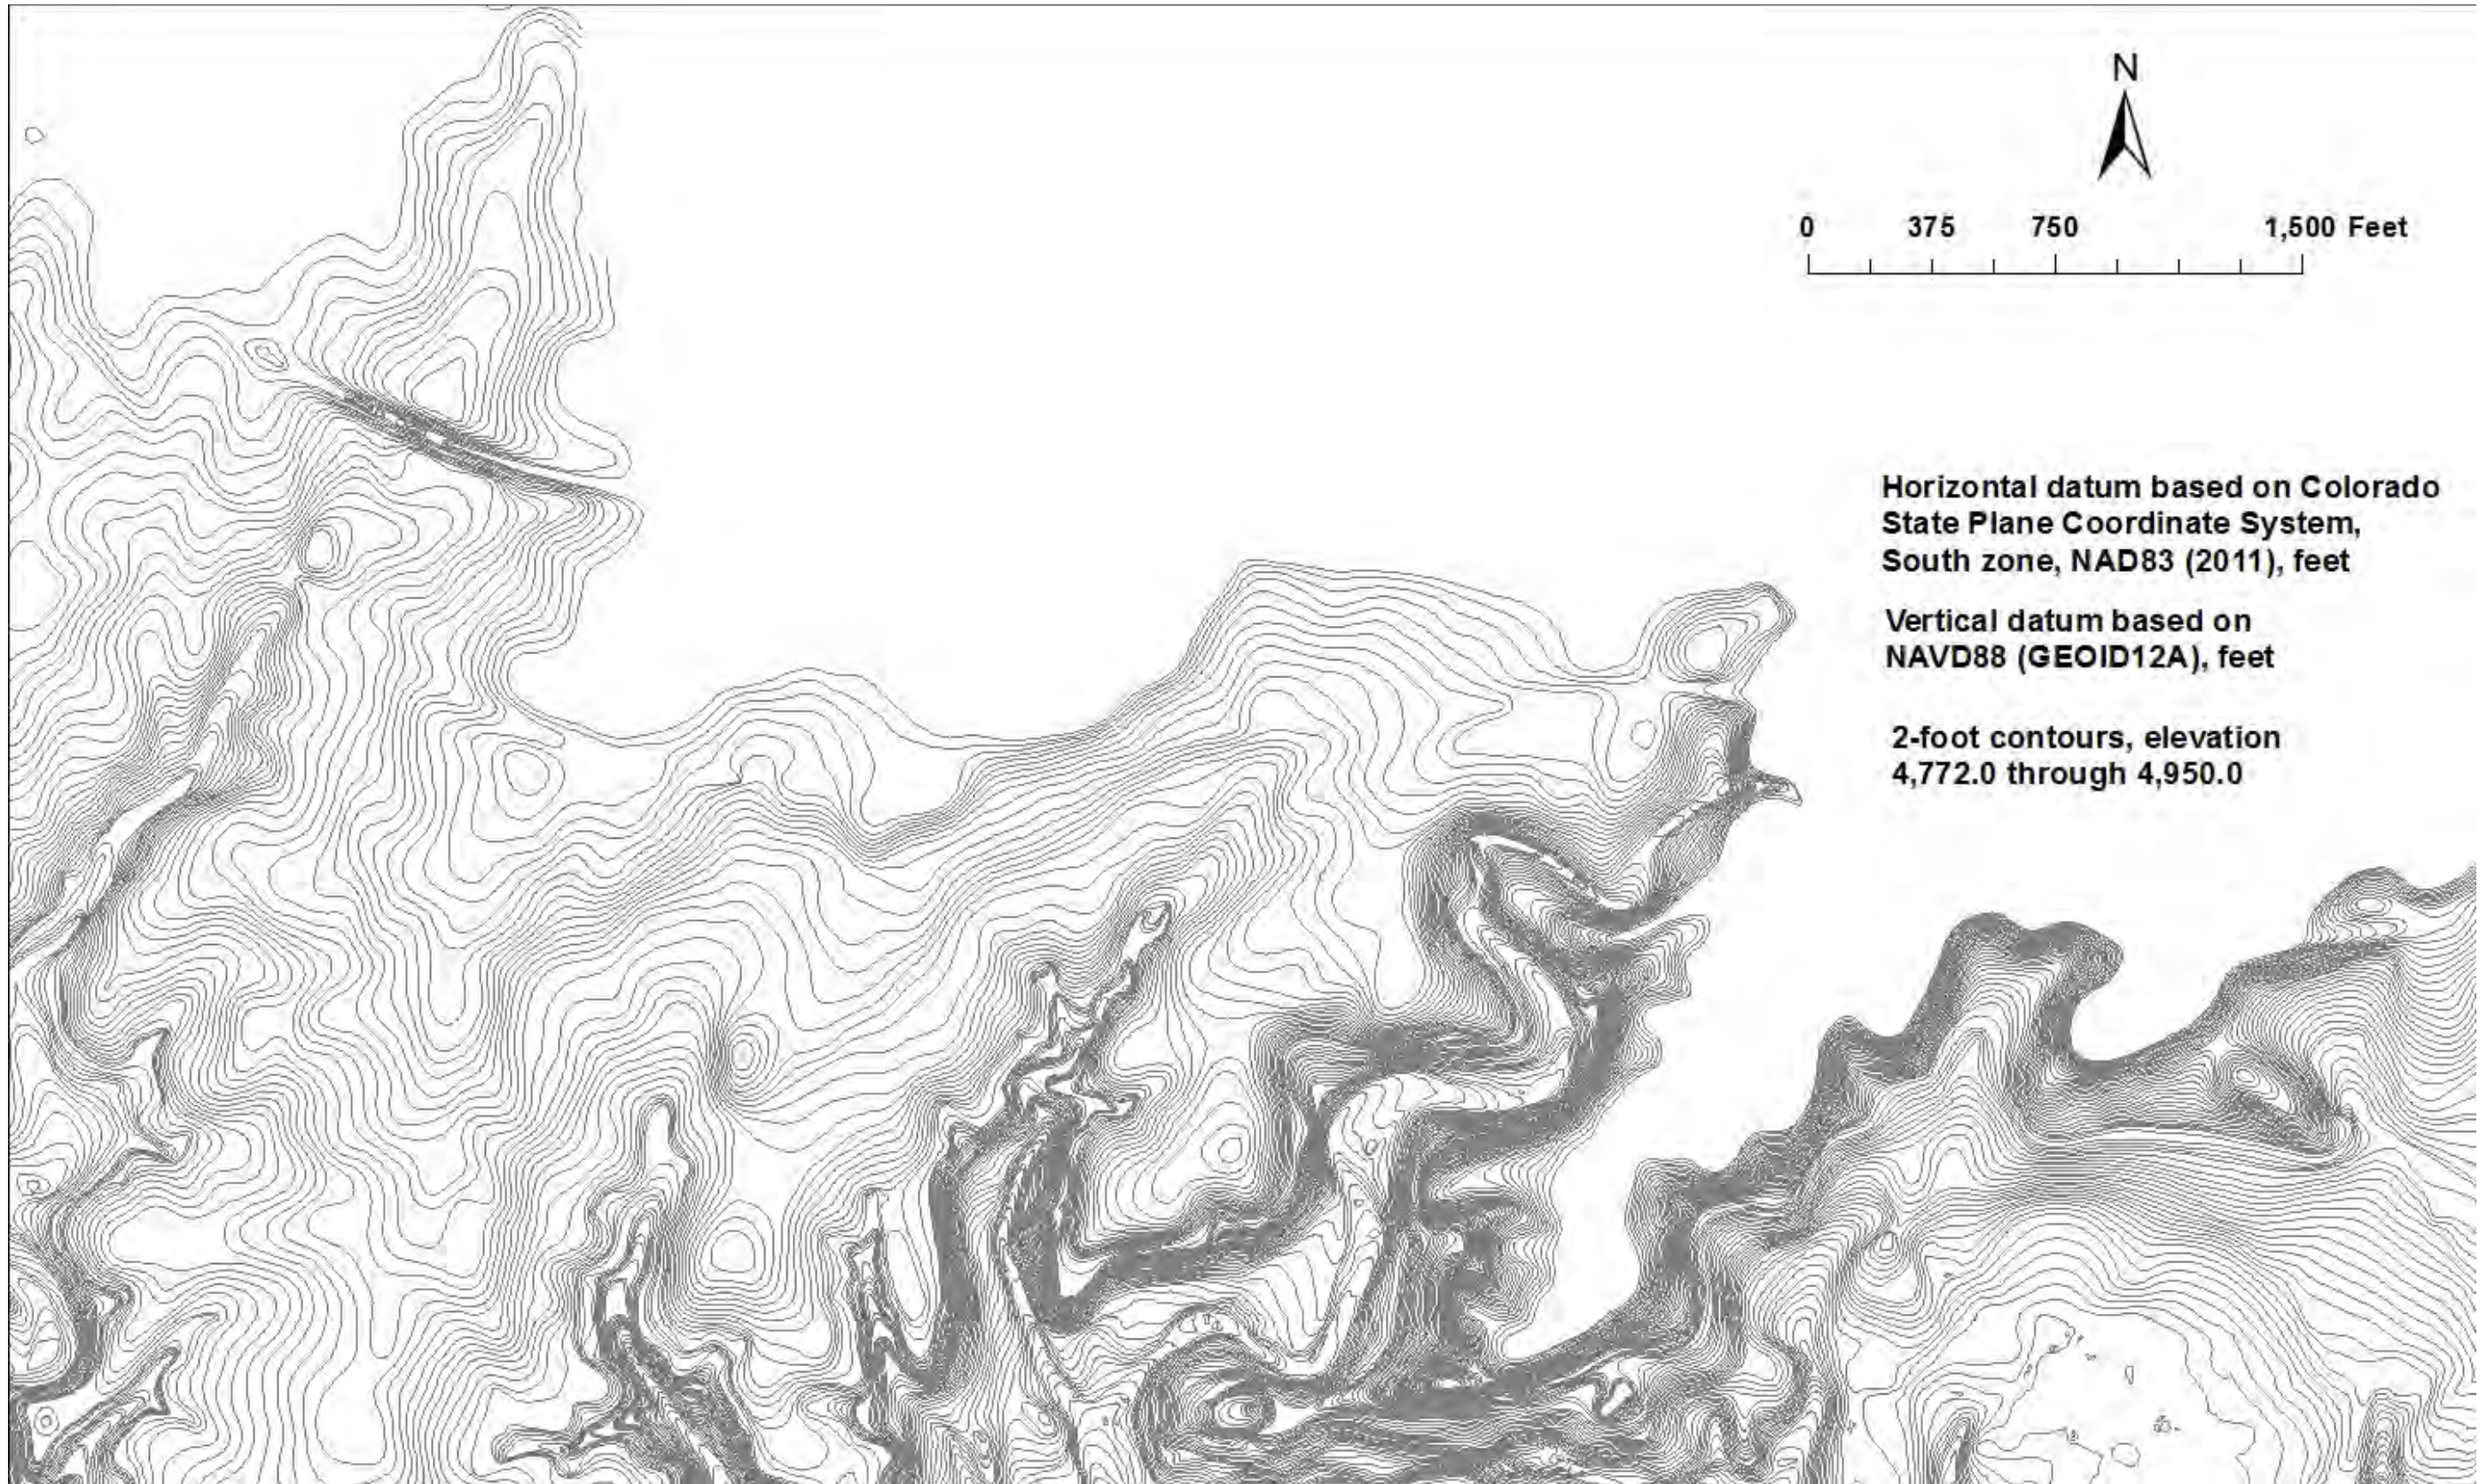 N
0 375 750 1,500 Feet
Horizontal datum based on Colorado
State Plane Coordinate System,
South zone, NAD83 (2011), feet
Vertical datum based on
NAVD88 (GEOID12A), feet
2-foot contours, elevation
4,772.0 through 4,950.0